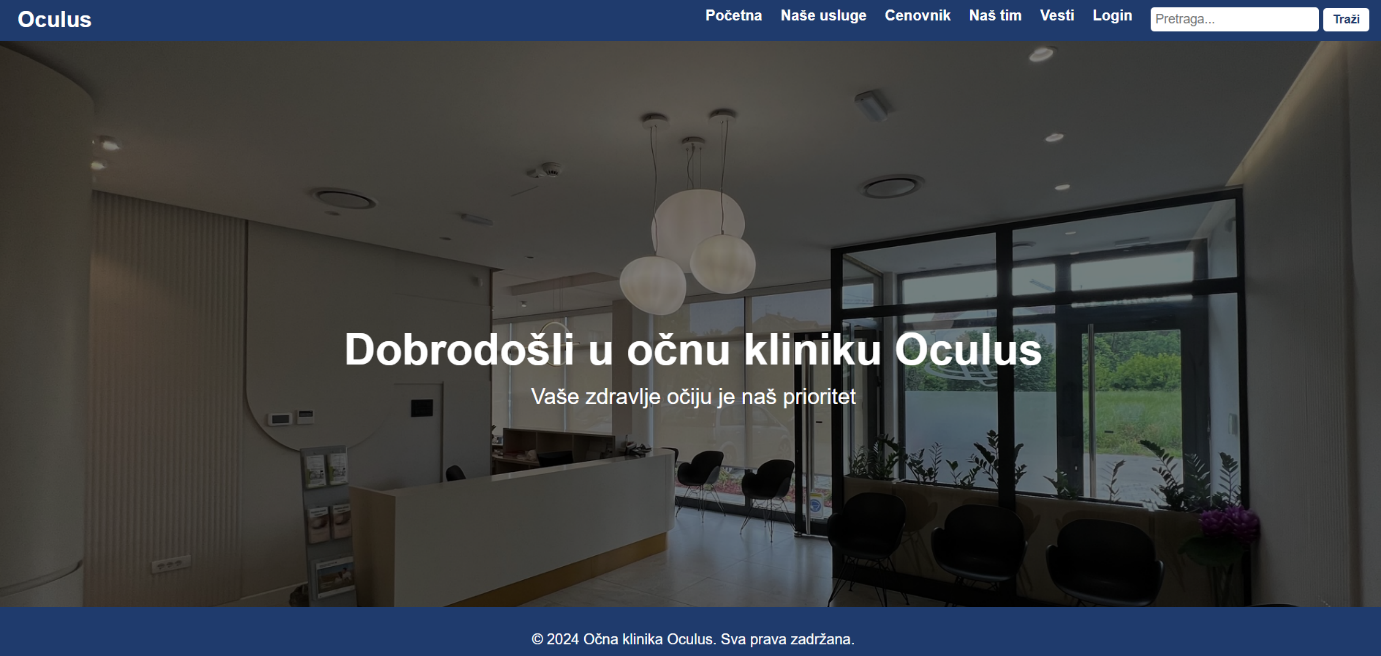 Oculus
Početna Naše usluge Cenovnik Naš tim Vesti Login Pretraga... Traži
Dobrodošli u očnu kliniku Oculus
Vaše zdravlje očiju je naš prioritet
© 2024 Očna klinika Oculus. Sva prava zadržana.